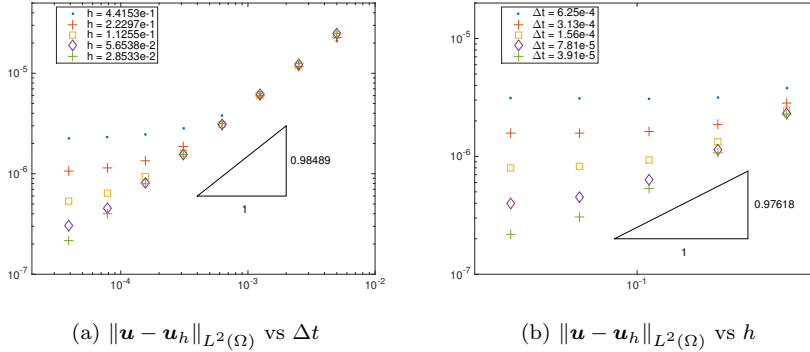 h = 4.4153e-1
h = 2.2297e-1
h = 1.1255e-1
h = 5.6538e-2
h = 2.8533e-2
10^-5
10^-6
10^-7
10^-4
10^-3
10^-2
0.98489
1
(a) ‖u − u_h‖_{L^2(Ω)} vs Δt
Δt = 6.25e-4
Δt = 3.13e-4
Δt = 1.56e-4
Δt = 7.81e-5
Δt = 3.91e-5
10^-5
10^-6
10^-7
10^-1
0.97618
1
(b) ‖u − u_h‖_{L^2(Ω)} vs h